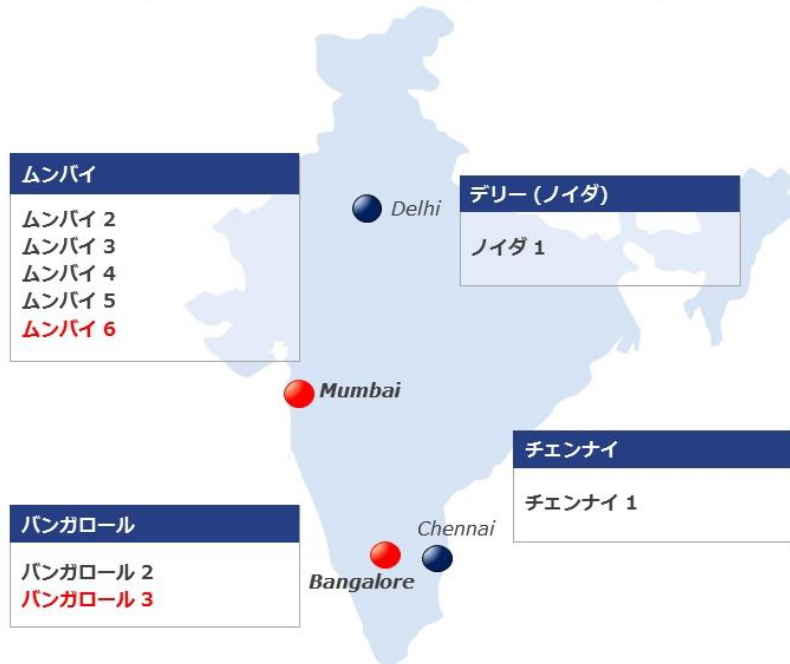 ムンバイ
ムンバイ 2
ムンバイ 3
ムンバイ 4
ムンバイ 5
ムンバイ 6
Delhi
デリー (ノイダ)
ノイダ 1
Mumbai
チェンナイ
チェンナイ 1
バンガロール
バンガロール 2
バンガロール 3
Chennai
Bangalore